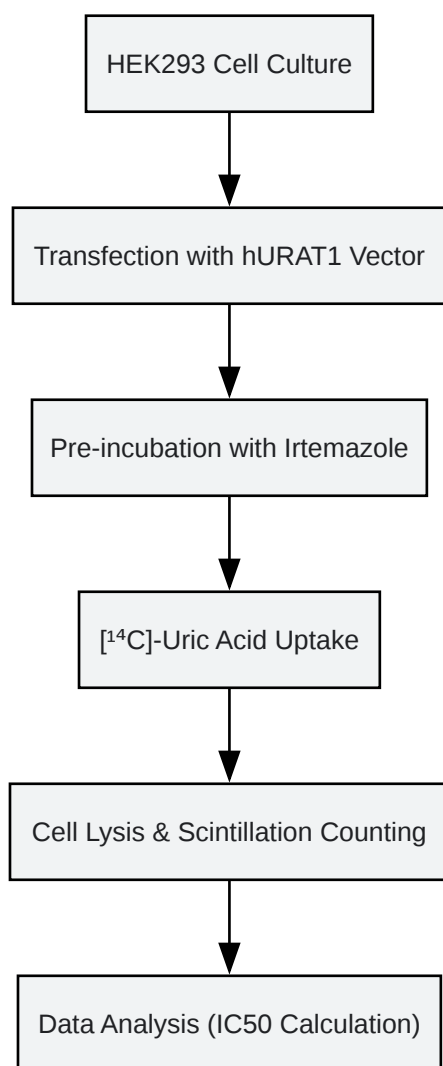 HEK293 Cell Culture
Transfection with hURAT1 Vector
Pre-incubation with Irtemazole
[¹⁴C]-Uric Acid Uptake
Cell Lysis & Scintillation Counting
Data Analysis (IC50 Calculation)